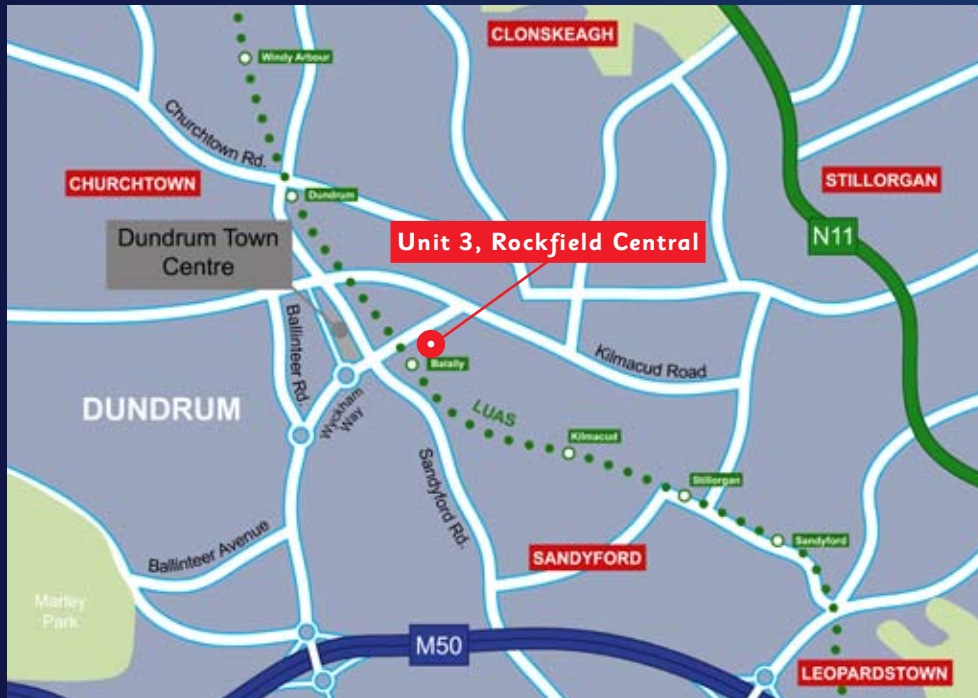 CLONSKEAGH
Windy Arbour
Churchtown Rd.
CHURCHTOWN
STILLORGAN
Dundrum
Dundrum Town
Centre
Unit 3, Rockfield Central
N11
Ballinteer Rd.
Balally
Kilmacud Road
DUNDRUM
Wyckham
Way
LUAS
Kilmacud
Sandyford Rd.
Stillorgan
Ballinteer Avenue
Sandyford
SANDYFORD
Marley
Park
M50
LEOPARDSTOWN